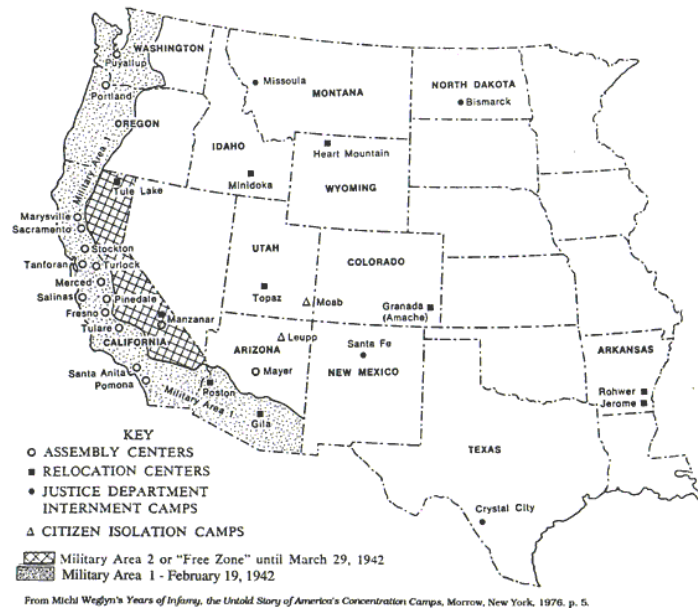 WASHINGTON
Puyallup
Portland
OREGON
Military Area 1
Missoula
MONTANA
NORTH DAKOTA
Bismarck
IDAHO
Minidoka
Heart Mountain
WYOMING
Tule Lake
Marysville
Sacramento
Stockton
Tanforan
Turlock
Merced
Salinas
Pinedale
Fresno
Manzanar
Tulare
CALIFORNIA
Santa Anita
Pomona
Military Area 1
UTAH
Topaz
Moab
COLORADO
Granada
(Amache)
ARIZONA
Leupp
Mayer
Poston
Gila
Santa Fe
NEW MEXICO
ARKANSAS
Rohwer
Jerome
TEXAS
Crystal City
KEY
ASSEMBLY CENTERS
RELOCATION CENTERS
JUSTICE DEPARTMENT
INTERNMENT CAMPS
CITIZEN ISOLATION CAMPS
Military Area 2 or "Free Zone" until March 29, 1942
Military Area 1 - February 19, 1942
From Michi Weglyn's Years of Infamy, the Untold Story of America's Concentration Camps, Morrow, New York, 1976. p. 5.